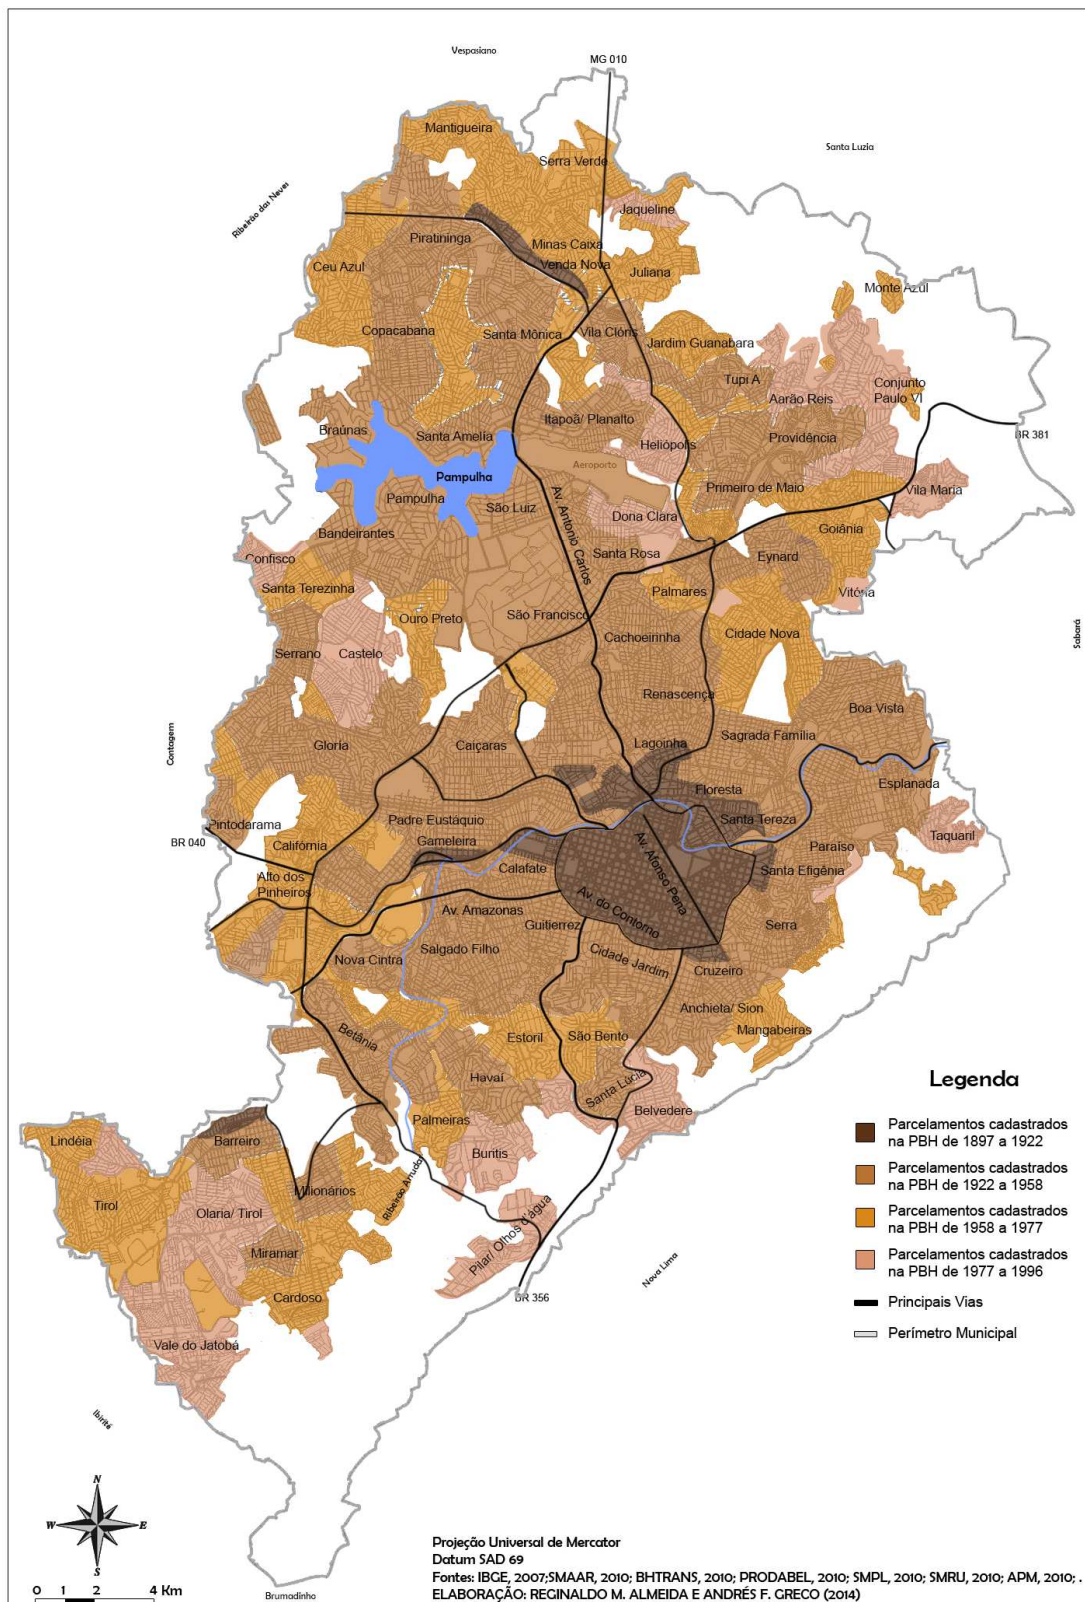 Vespasiano
MG 010
Santa Luzia
Ribeirão das Neves
Mantigueira
Serra Verde
Jaqueline
Piratininga
Minas Caixa
Venda Nova
Ceu Azul
Juliana
Monte Azul
Copacabana
Santa Mônica
Vila Clóris
Jardim Guanabara
Tupi A
Aarão Reis
Conjunto
Paulo VI
Braúnas
Santa Amelia
Itapoã/ Planalto
Heliópolis
Providência
BR 381
Aeroporto
Pampulha
Pampulha
São Luiz
Av. Antonio Carlos
Primeiro de Maio
Vila Maria
Dona Clara
Goiânia
Bandeirantes
Confisco
Santa Rosa
Eynard
Santa Terezinha
Palmares
Vitória
Ouro Preto
São Francisco
Cachoeirinha
Cidade Nova
Sabará
Serrano
Castelo
Renascença
Boa Vista
Contagem
Gloria
Caiçaras
Lagoinha
Sagrada Família
Floresta
Esplanada
Pintodarama
Padre Eustáquio
Santa Tereza
Taquaril
BR 040
Califórnia
Gameleira
Paraíso
Alto dos
Pinheiros
Calafate
Av. Afonso Pena
Santa Efigênia
Av. Amazonas
Av. do Contorno
Guitierrez
Serra
Nova Cintra
Salgado Filho
Cidade Jardim
Cruzeiro
Anchieta/ Sion
Mangabeiras
Betânia
Estoril
São Bento
Havaí
Santa Lúcia
Belvedere
Palmeiras
Buritis
Lindéia
Barreiro
Milionários
Ribeirão Arrudas
Tirol
Olaria/ Tirol
Miramar
Pilar/ Olhos d'água
Cardoso
BR 356
Nova Lima
Vale do Jatobá
Ibirité
Brumadinho
Legenda
Parcelamentos cadastrados
na PBH de 1897 a 1922
Parcelamentos cadastrados
na PBH de 1922 a 1958
Parcelamentos cadastrados
na PBH de 1958 a 1977
Parcelamentos cadastrados
na PBH de 1977 a 1996
Principais Vias
Perímetro Municipal
N
W E
S
0 1 2 4 Km
Projeção Universal de Mercator
Datum SAD 69
Fontes: IBGE, 2007;SMAAR, 2010; BHTRANS, 2010; PRODABEL, 2010; SMPL, 2010; SMRU, 2010; APM, 2010; .
ELABORAÇÃO: REGINALDO M. ALMEIDA E ANDRÉS F. GRECO (2014)